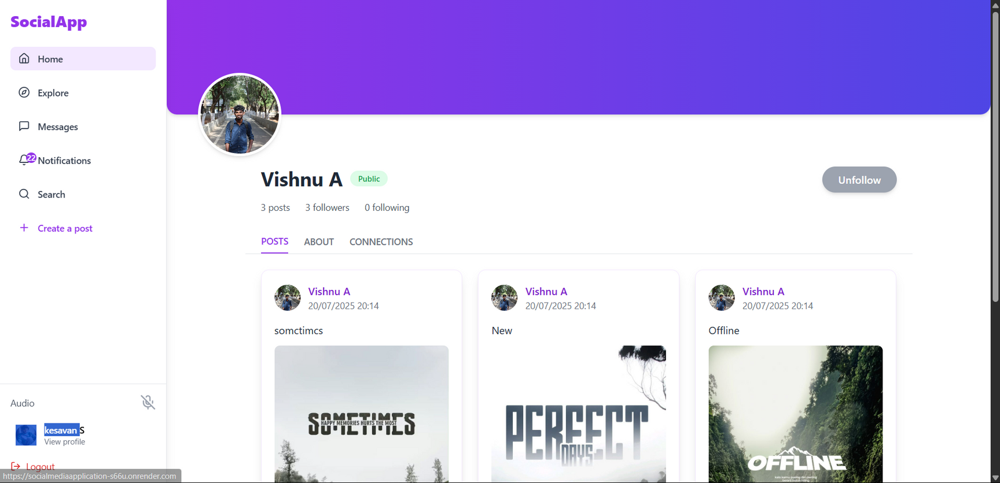 SocialApp
Home
Explore
Messages
22
Notifications
Search
Create a post
Audio
kesavan S
View profile
Logout
https://socialmediaapplication-s66u.onrender.com
Vishnu A
Public
Unfollow
3 posts
3 followers
0 following
POSTS
ABOUT
CONNECTIONS
Vishnu A
20/07/2025 20:14
somctimcs
SOMETIMES
HAPPY MEMORIES HURTS THE MOST
Vishnu A
20/07/2025 20:14
New
PERFECT
DAYS
Vishnu A
20/07/2025 20:14
Offline
OFFLINE